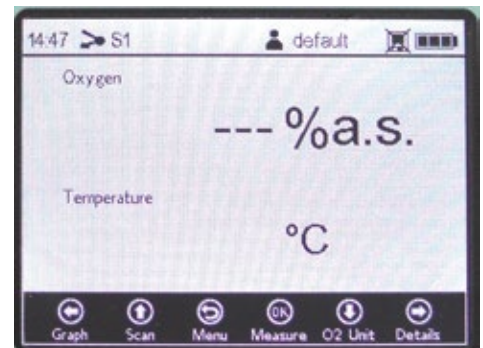 14:47 S1 default
Oxygen
--- %a.s.
Temperature
°C
OK
Graph Scan Menu Measure O2 Unit Details